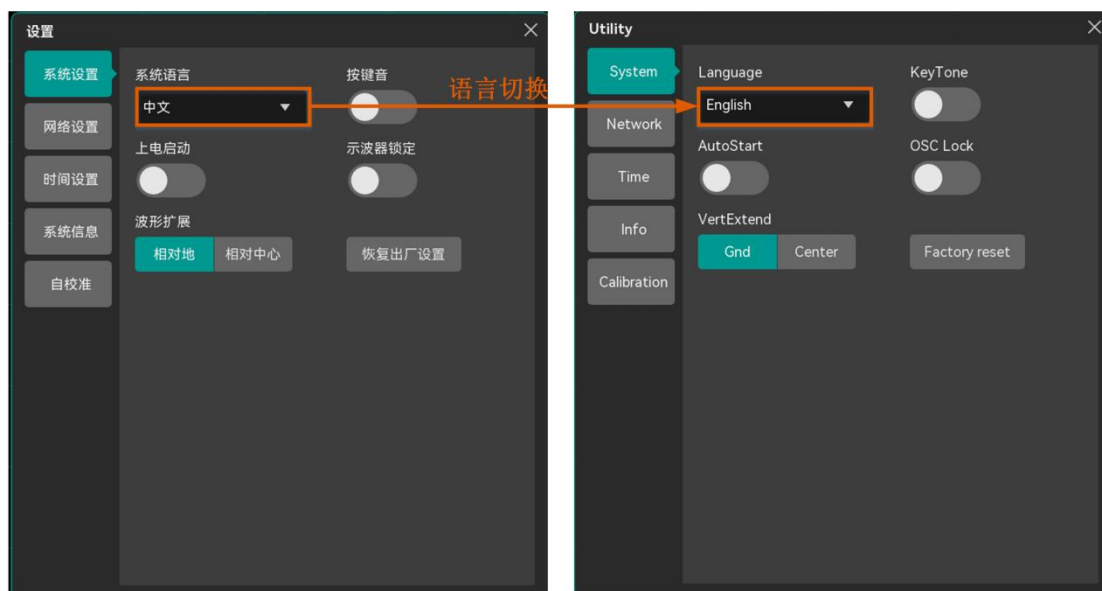 设置
系统设置
网络设置
时间设置
系统信息
自校准
系统语言
按键音
中文
上电启动
示波器锁定
波形扩展
相对地 相对中心
恢复出厂设置
语言切换
Utility
System
Network
Time
Info
Calibration
Language
KeyTone
English
AutoStart
OSC Lock
VertExtend
Gnd Center
Factory reset